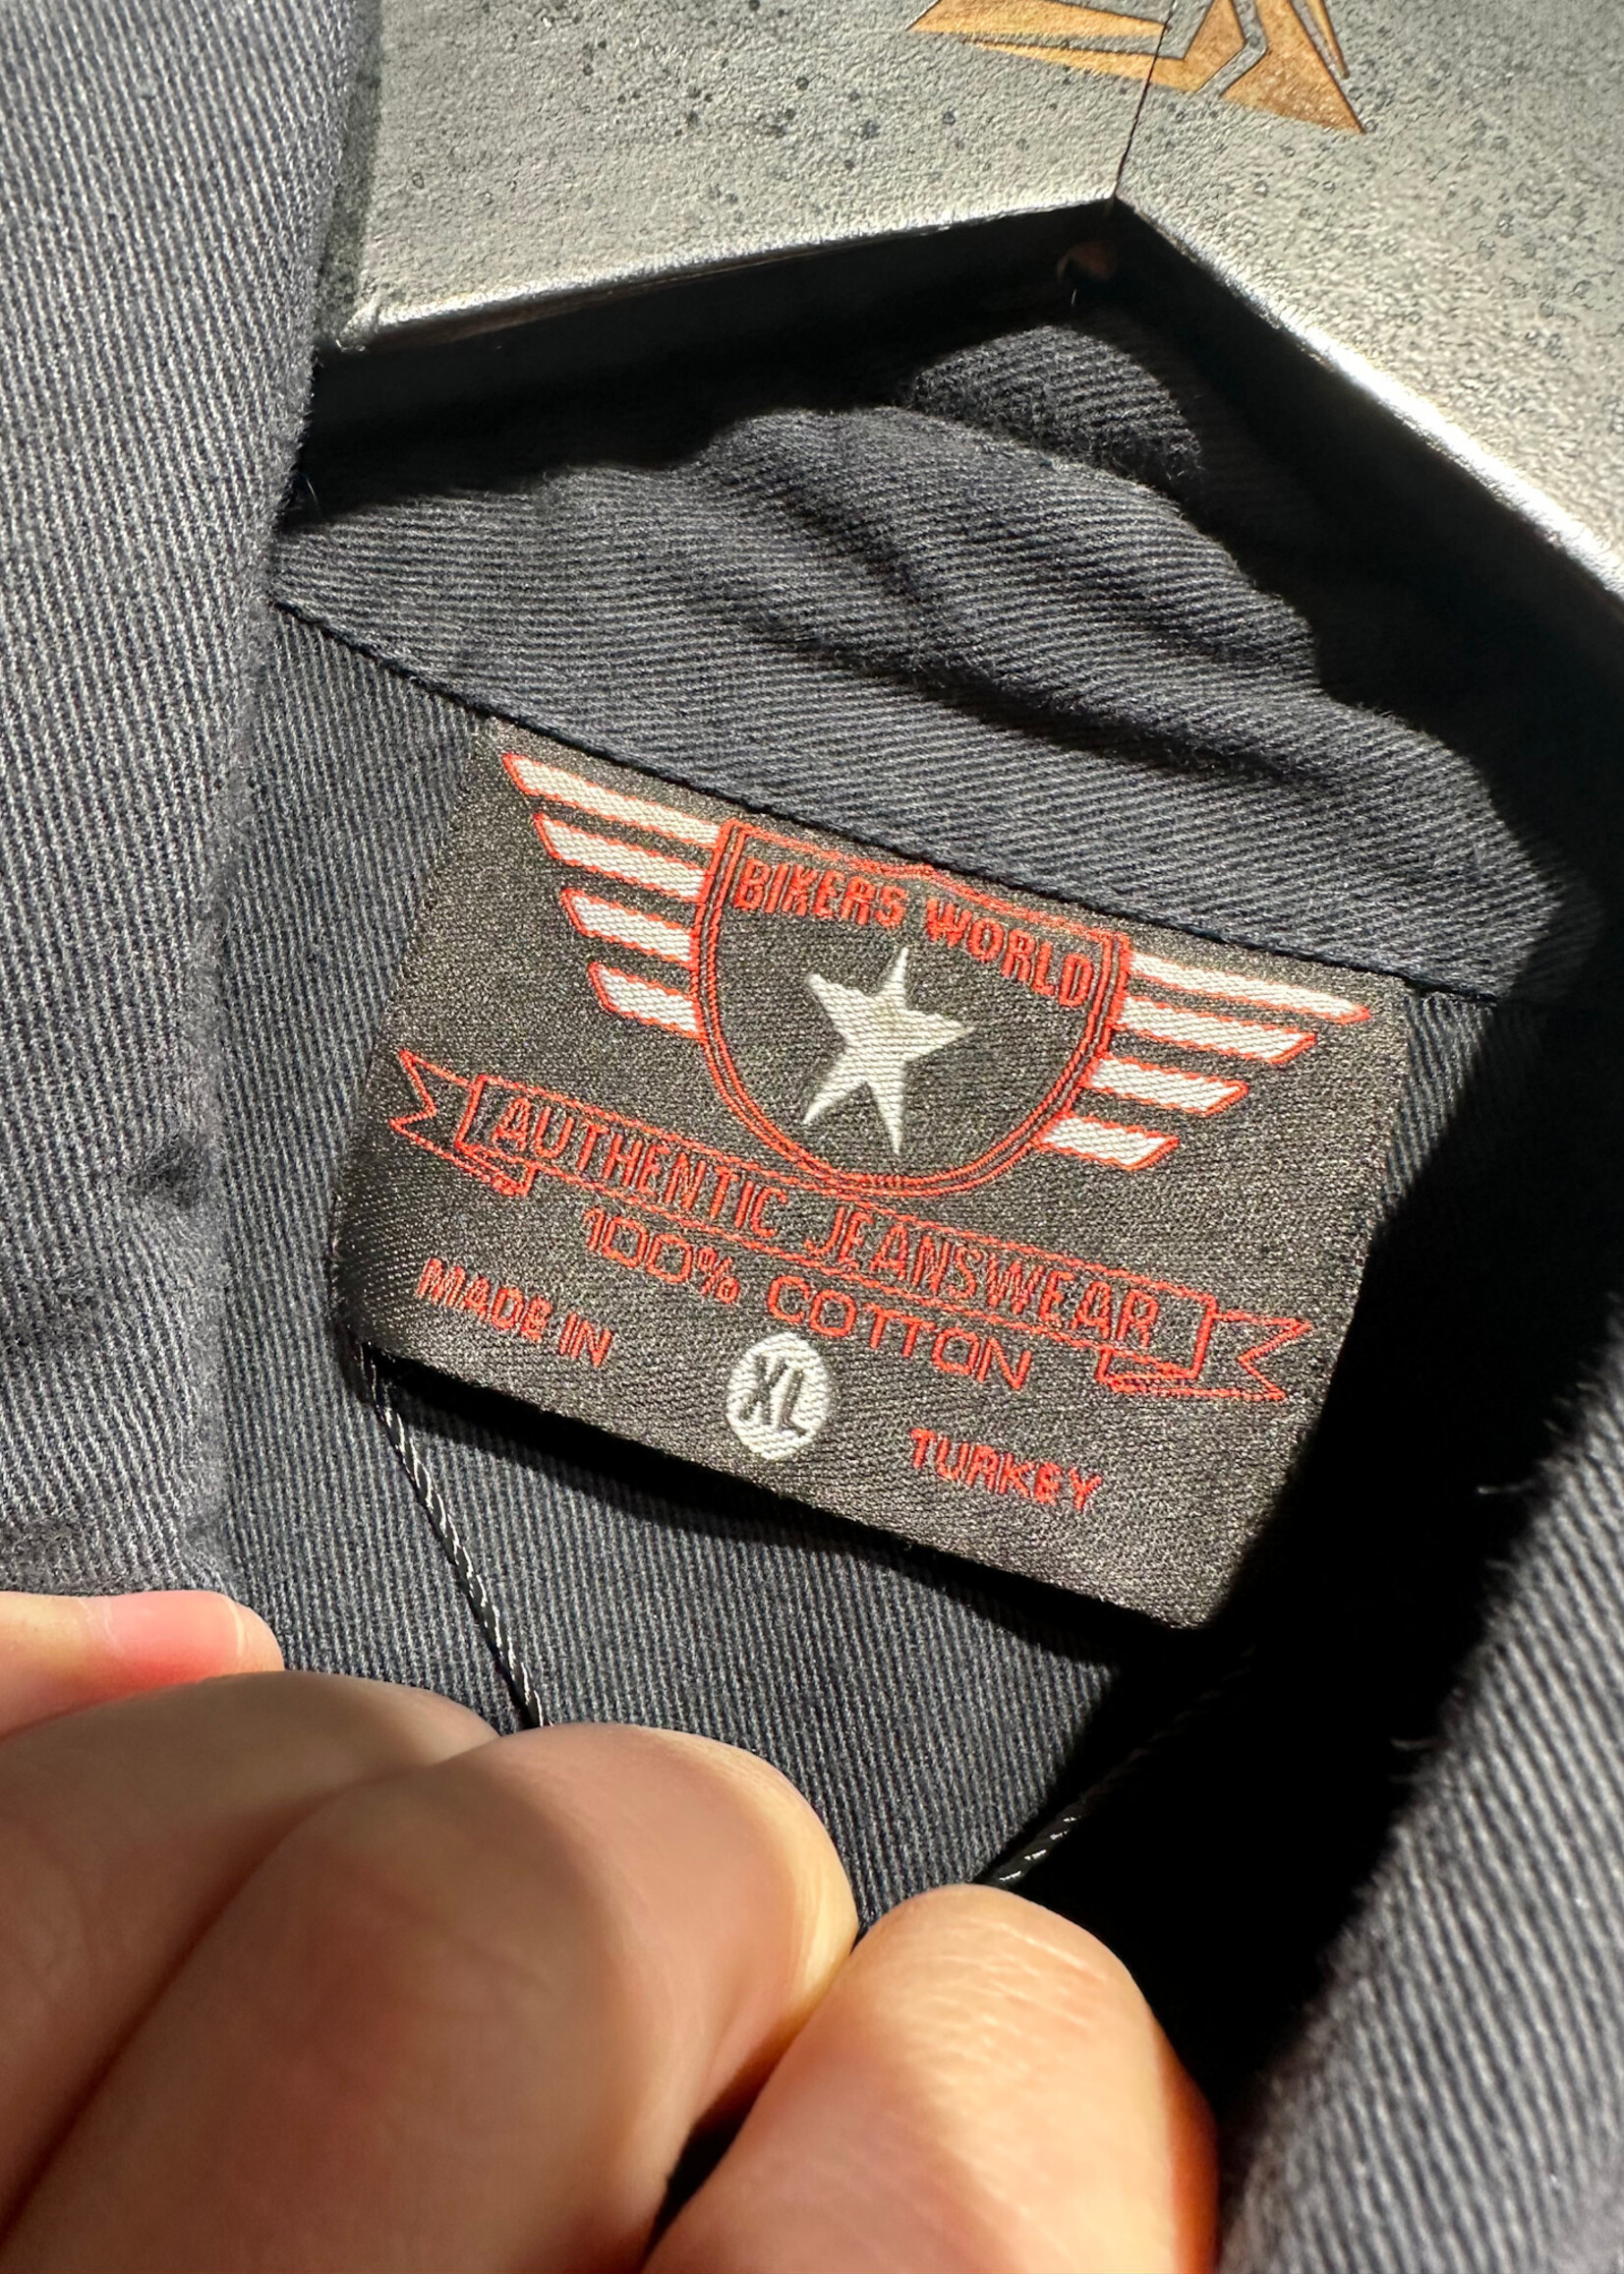 BIKERS WORLD
AUTHENTIC JEANSWEAR
100% COTTON
MADE IN
XL
TURKEY